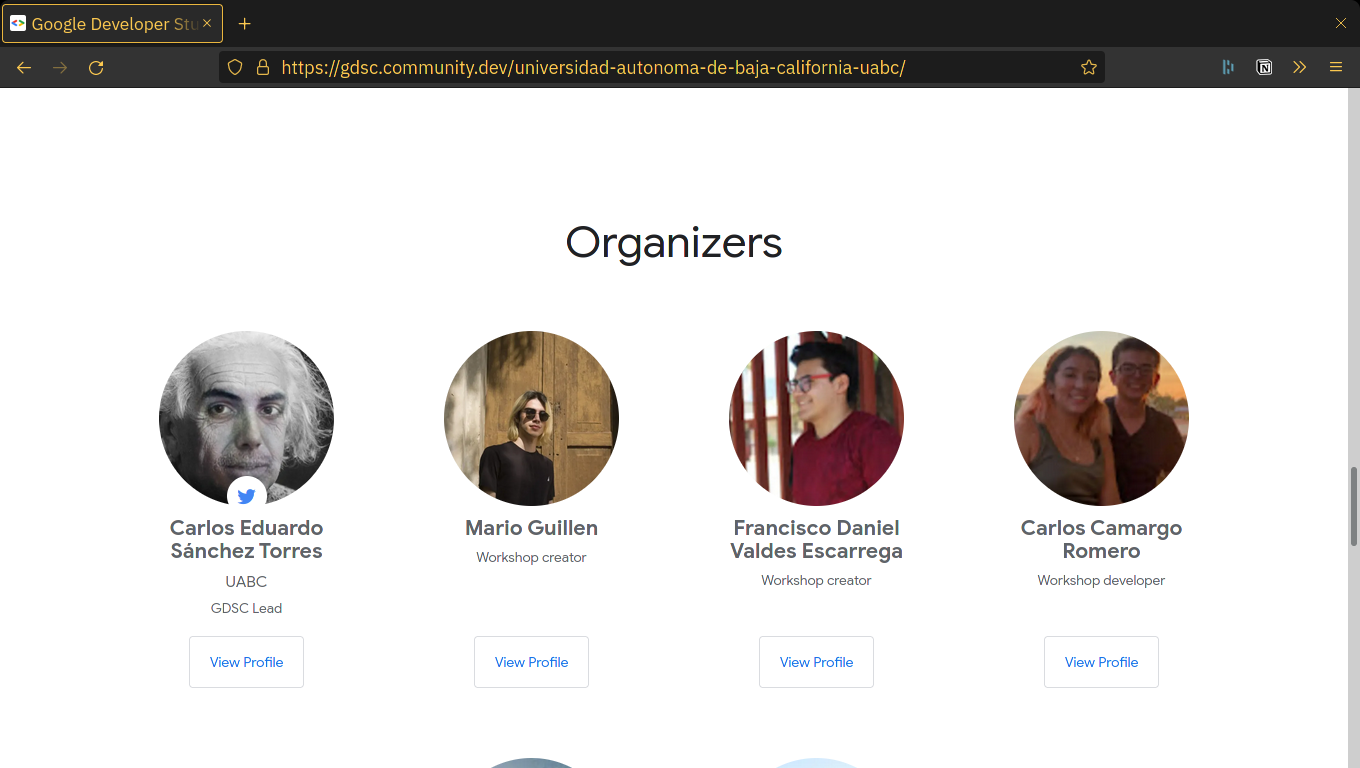 Google Developer Stu
https://gdsc.community.dev/universidad-autonoma-de-baja-california-uabc/
Organizers
Carlos Eduardo
Sánchez Torres
UABC
GDSC Lead
View Profile
Mario Guillen
Workshop creator
View Profile
Francisco Daniel
Valdes Escarrega
Workshop creator
View Profile
Carlos Camargo
Romero
Workshop developer
View Profile